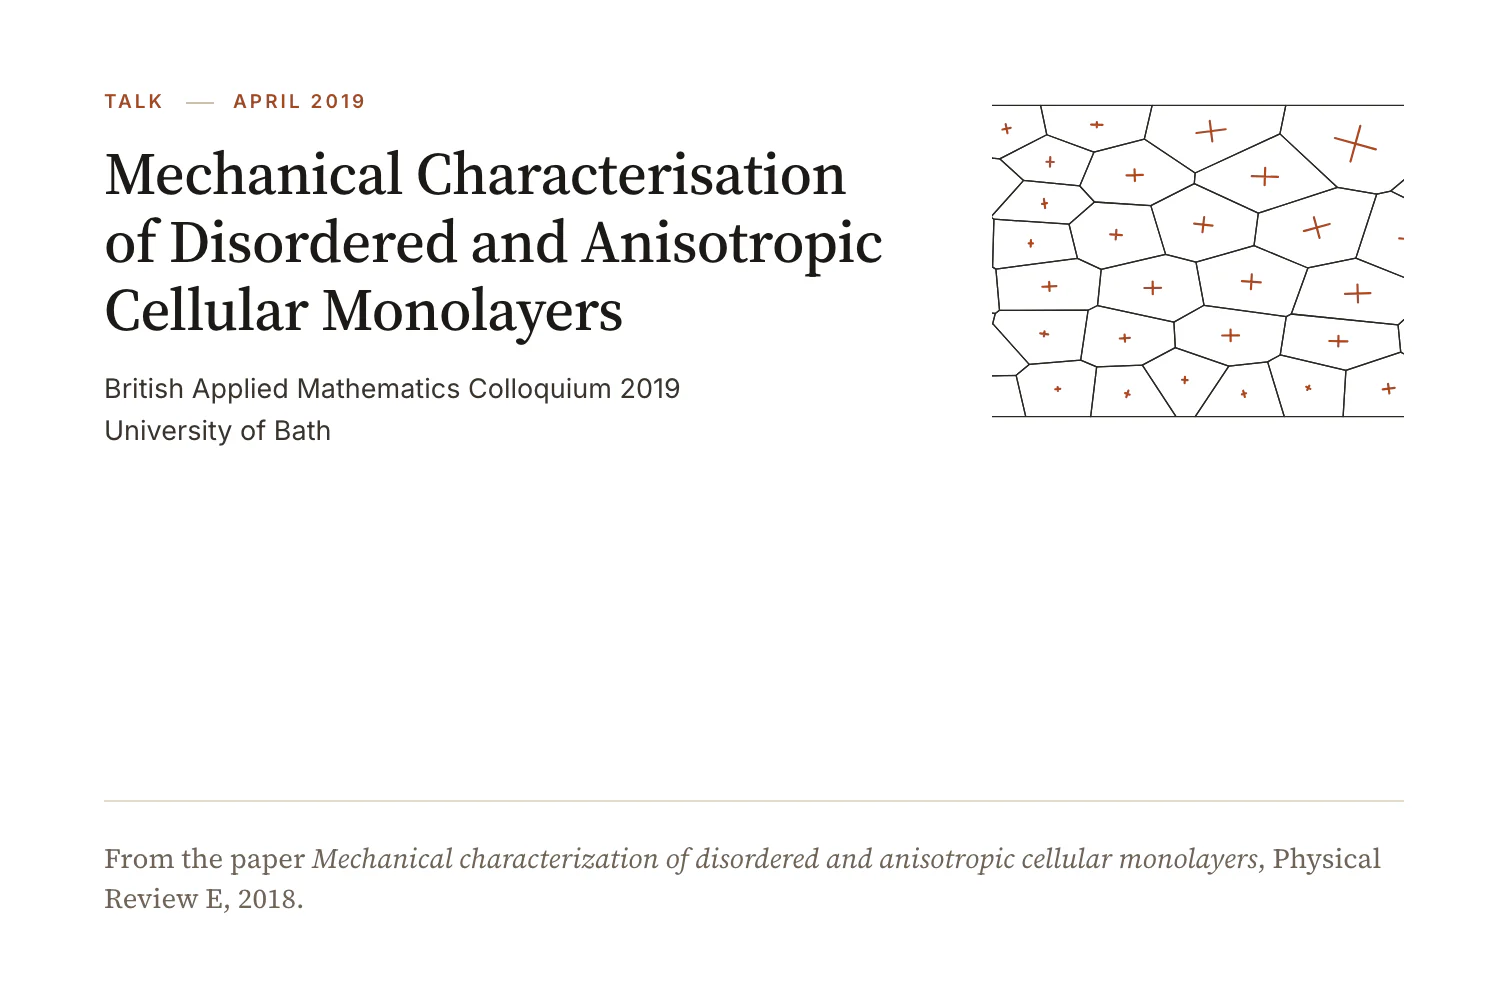 TALK — APRIL 2019
Mechanical Characterisation
of Disordered and Anisotropic
Cellular Monolayers
British Applied Mathematics Colloquium 2019
University of Bath
From the paper Mechanical characterization of disordered and anisotropic cellular monolayers, Physical
Review E, 2018.